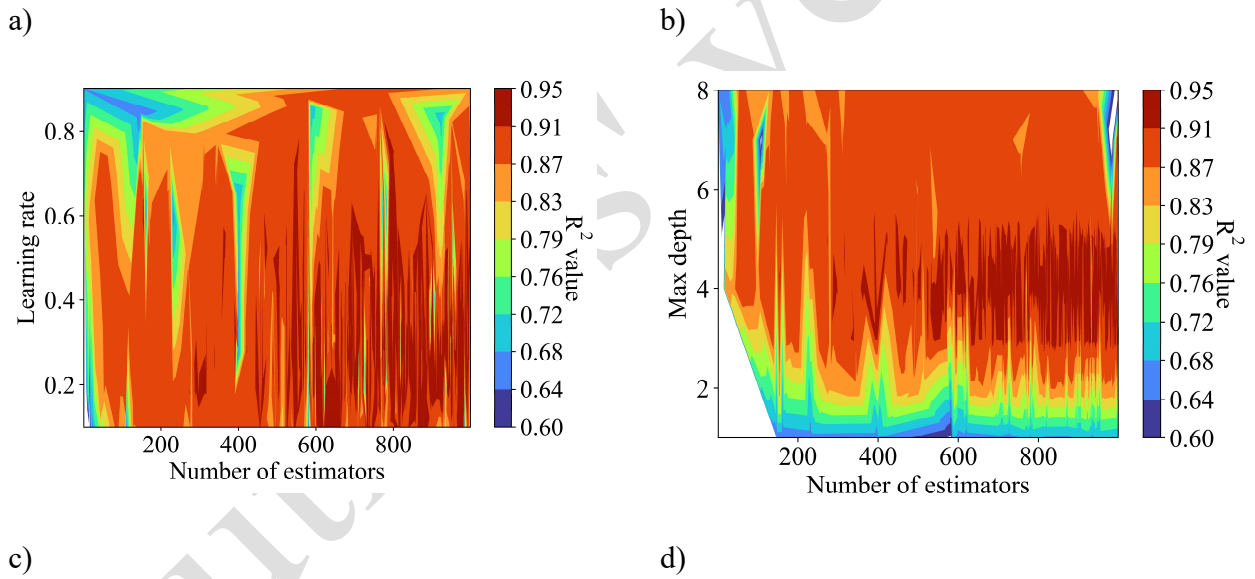 a)
b)
0.8
0.6
0.4
0.2
Learning rate
200 400 600 800
Number of estimators
0.95
0.91
0.87
0.83
0.79
0.76
0.72
0.68
0.64
0.60
R² value
8
6
4
2
Max depth
200 400 600 800
Number of estimators
0.95
0.91
0.87
0.83
0.79
0.76
0.72
0.68
0.64
0.60
R² value
c)
d)